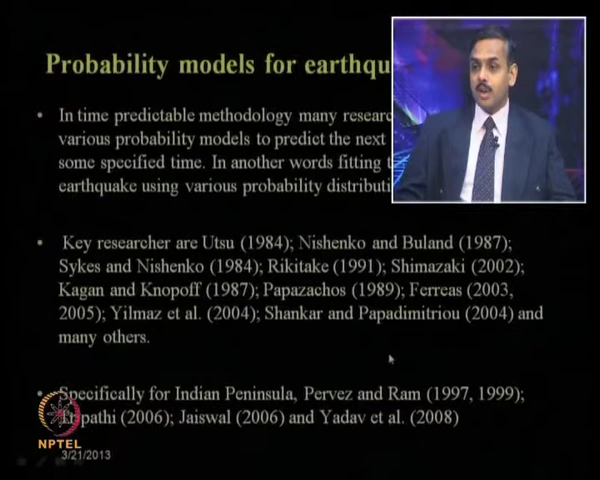 Probability models for earthqu
• In time predictable methodology many researc
various probability models to predict the next
some specified time. In another words fitting t
earthquake using various probability distributi
• Key researcher are Utsu (1984); Nishenko and Buland (1987);
Sykes and Nishenko (1984); Rikitake (1991); Shimazaki (2002);
Kagan and Knopoff (1987); Papazachos (1989); Ferreas (2003,
2005); Yilmaz et al. (2004); Shankar and Papadimitriou (2004) and
many others.
• Specifically for Indian Peninsula, Pervez and Ram (1997, 1999);
Tripathi (2006); Jaiswal (2006) and Yadav et al. (2008)
NPTEL
3/21/2013